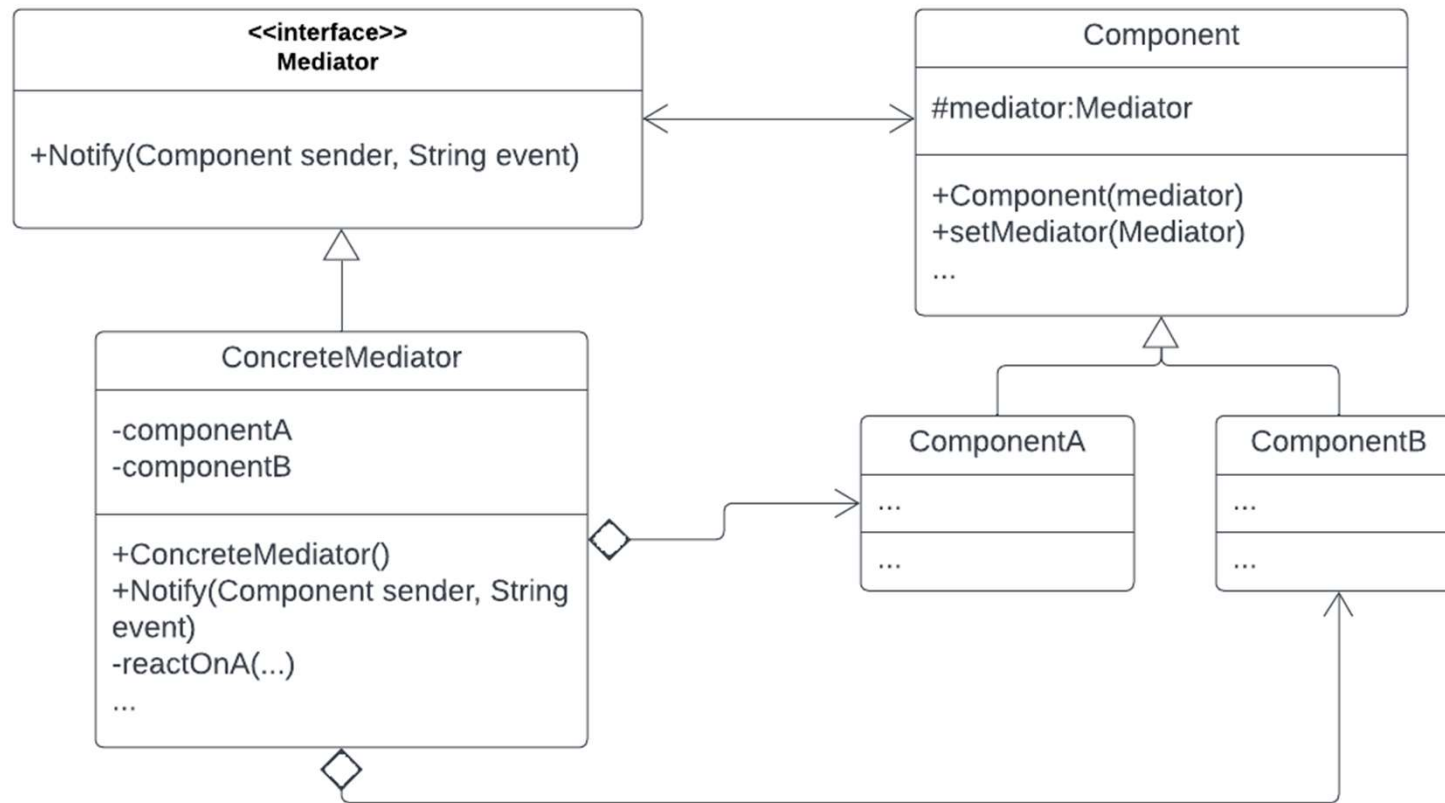 <<interface>>
Mediator
+Notify(Component sender, String event)
Component
#mediator:Mediator
+Component(mediator)
+setMediator(Mediator)
...
ConcreteMediator
-componentA
-componentB
+ConcreteMediator()
+Notify(Component sender, String
event)
-reactOnA(...)
...
ComponentA
...
...
ComponentB
...
...